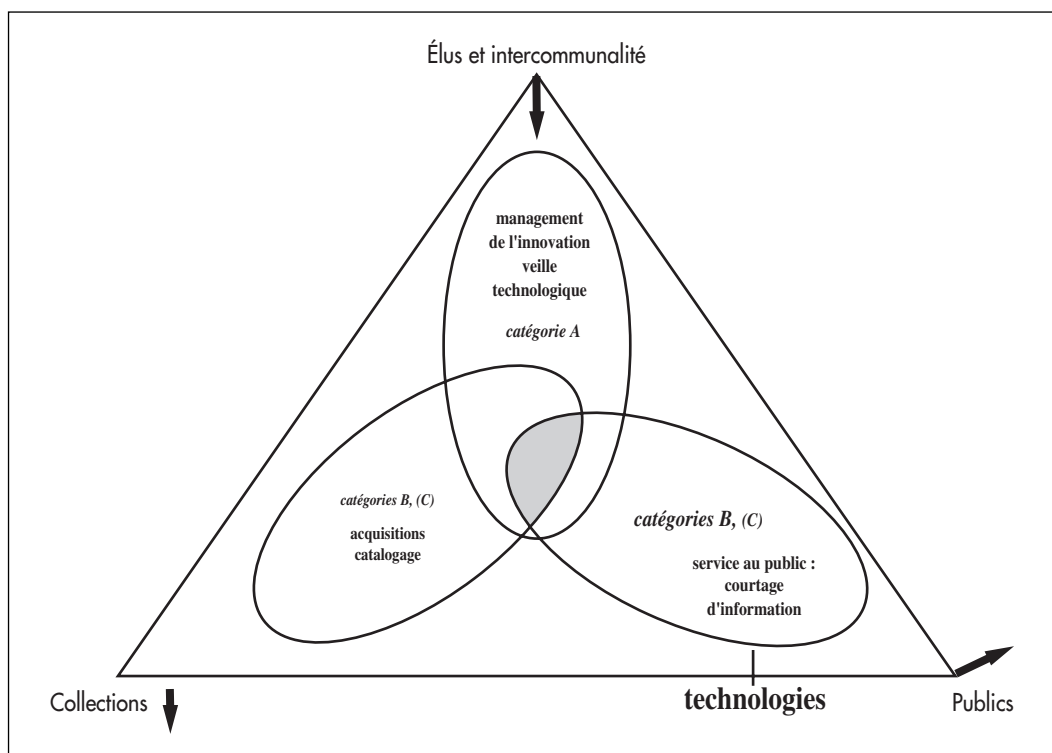 Élus et intercommunalité
management
de l'innovation
veille
technologique
catégorie A
catégories B, (C)
acquisitions
catalogage
catégories B, (C)
service au public :
courtage
d'information
Collections
technologies
Publics